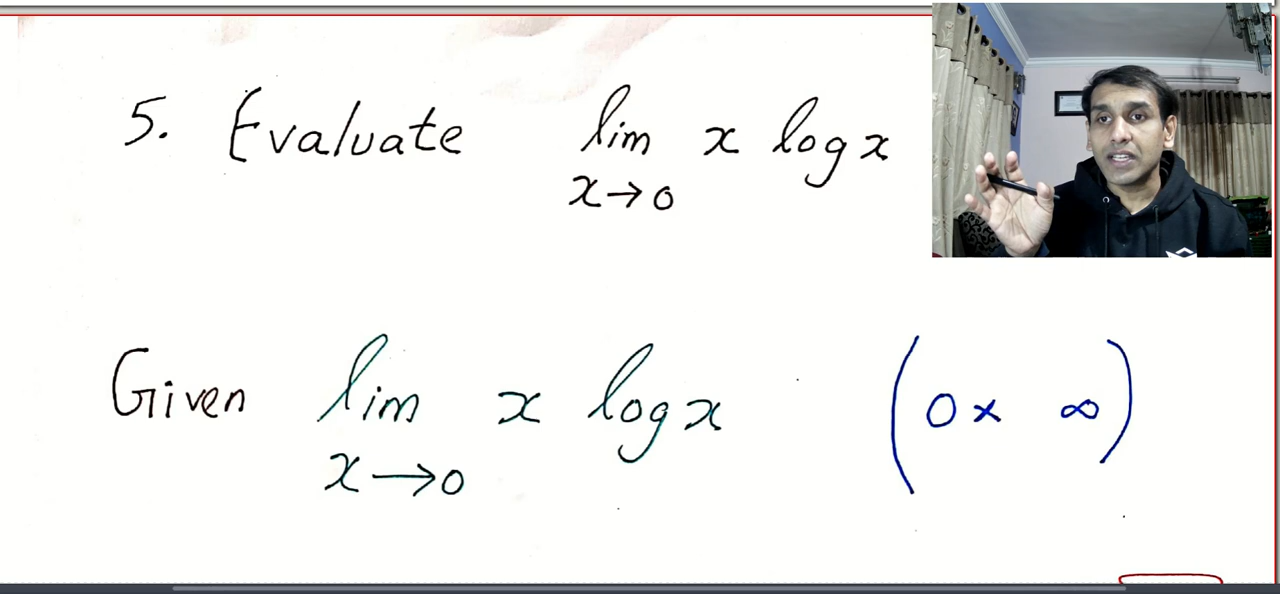 5. Evaluate lim x log x
x→0
Given lim x log x (0 × ∞)
x→0